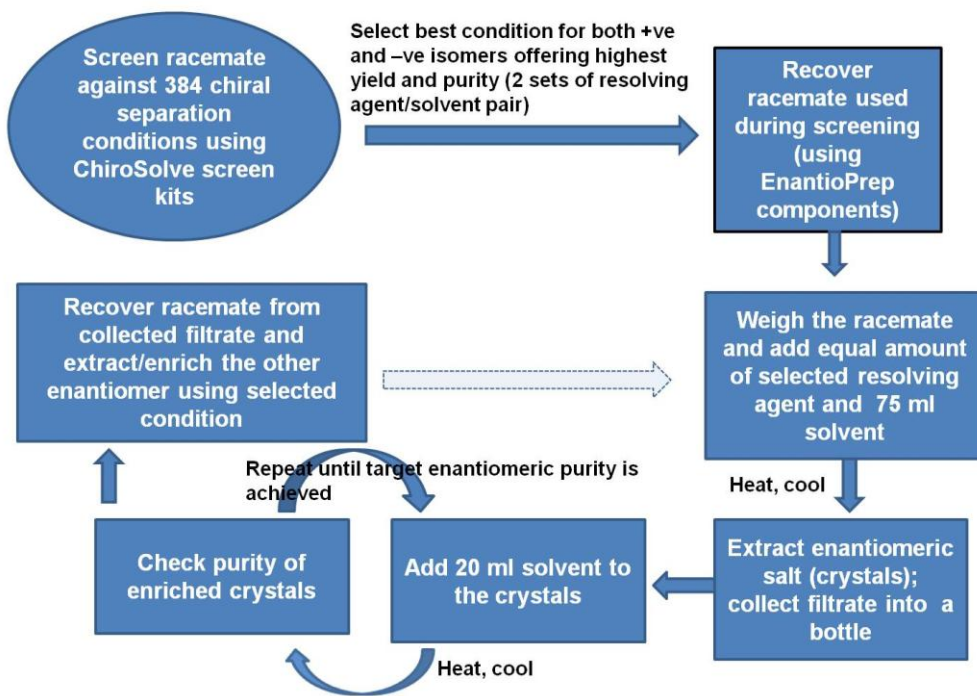 Screen racemate
against 384 chiral
separation
conditions using
ChiroSolve screen
kits
Select best condition for both +ve
and –ve isomers offering highest
yield and purity (2 sets of resolving
agent/solvent pair)
Recover
racemate used
during screening
(using
EnantioPrep
components)
Weigh the racemate
and add equal amount
of selected resolving
agent and 75 ml
solvent
Heat, cool
Extract enantiomeric
salt (crystals);
collect filtrate into a
bottle
Add 20 ml solvent to
the crystals
Heat, cool
Check purity of
enriched crystals
Repeat until target enantiomeric purity is
achieved
Recover racemate from
collected filtrate and
extract/enrich the other
enantiomer using selected
condition